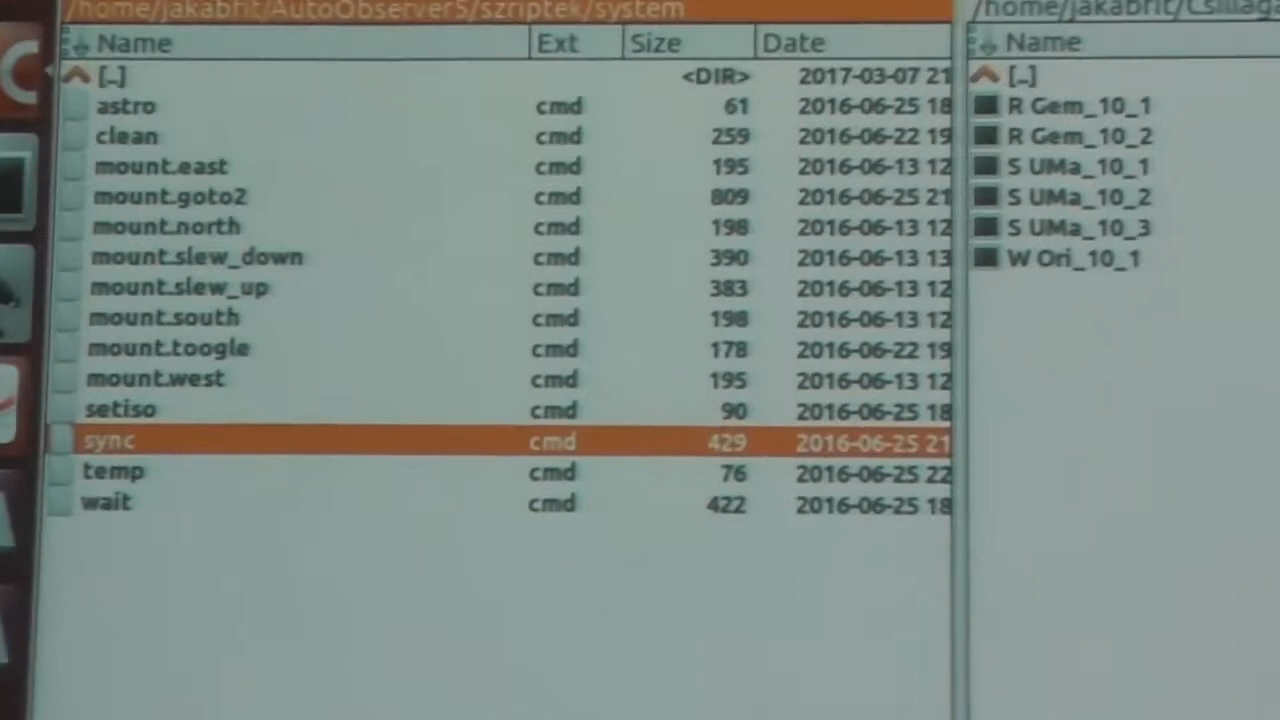 /home/jakabfit/AutoObserver5/szriptek/system
Name Ext Size Date
[..] <DIR> 2017-03-07 21
astro cmd 61 2016-06-25 18
clean cmd 259 2016-06-22 19
mount.east cmd 195 2016-06-13 12
mount.goto2 cmd 809 2016-06-25 21
mount.north cmd 198 2016-06-13 12
mount.slew_down cmd 390 2016-06-13 13
mount.slew_up cmd 383 2016-06-13 12
mount.south cmd 198 2016-06-13 12
mount.toogle cmd 178 2016-06-22 19
mount.west cmd 195 2016-06-13 12
setiso cmd 90 2016-06-25 18
sync cmd 429 2016-06-25 21
temp cmd 76 2016-06-25 22
wait cmd 422 2016-06-25 18
/home/jakabfit/Csillaga
Name
[..]
R Gem_10_1
R Gem_10_2
S UMa_10_1
S UMa_10_2
S UMa_10_3
W Ori_10_1